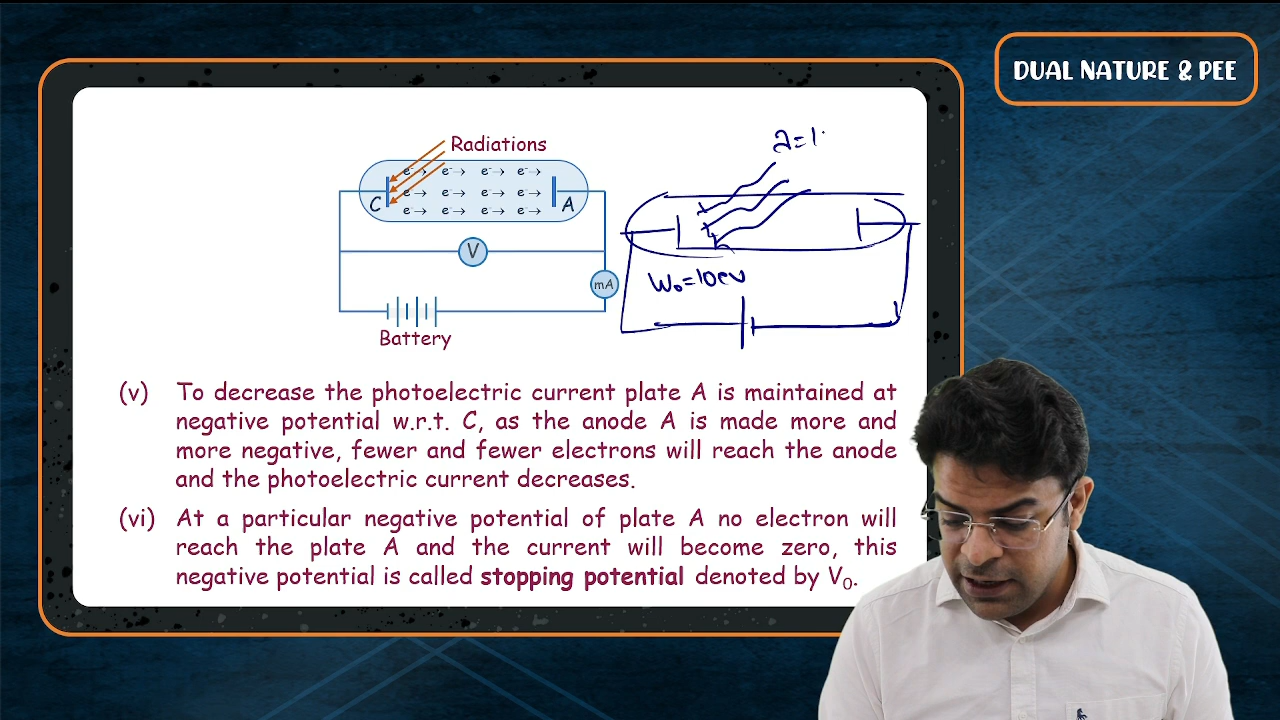 DUAL NATURE & PEE
Radiations
λ=1
e⁻→ e⁻→ e⁻→ e⁻→
e⁻→ e⁻→ e⁻→ e⁻→
C A
e⁻→ e⁻→ e⁻→ e⁻→
V
W₀=10eV
mA
Battery
(v) To decrease the photoelectric current plate A is maintained at
negative potential w.r.t. C, as the anode A is made more and
more negative, fewer and fewer electrons will reach the anode
and the photoelectric current decreases.
(vi) At a particular negative potential of plate A no electron will
reach the plate A and the current will become zero, this
negative potential is called stopping potential denoted by V₀.